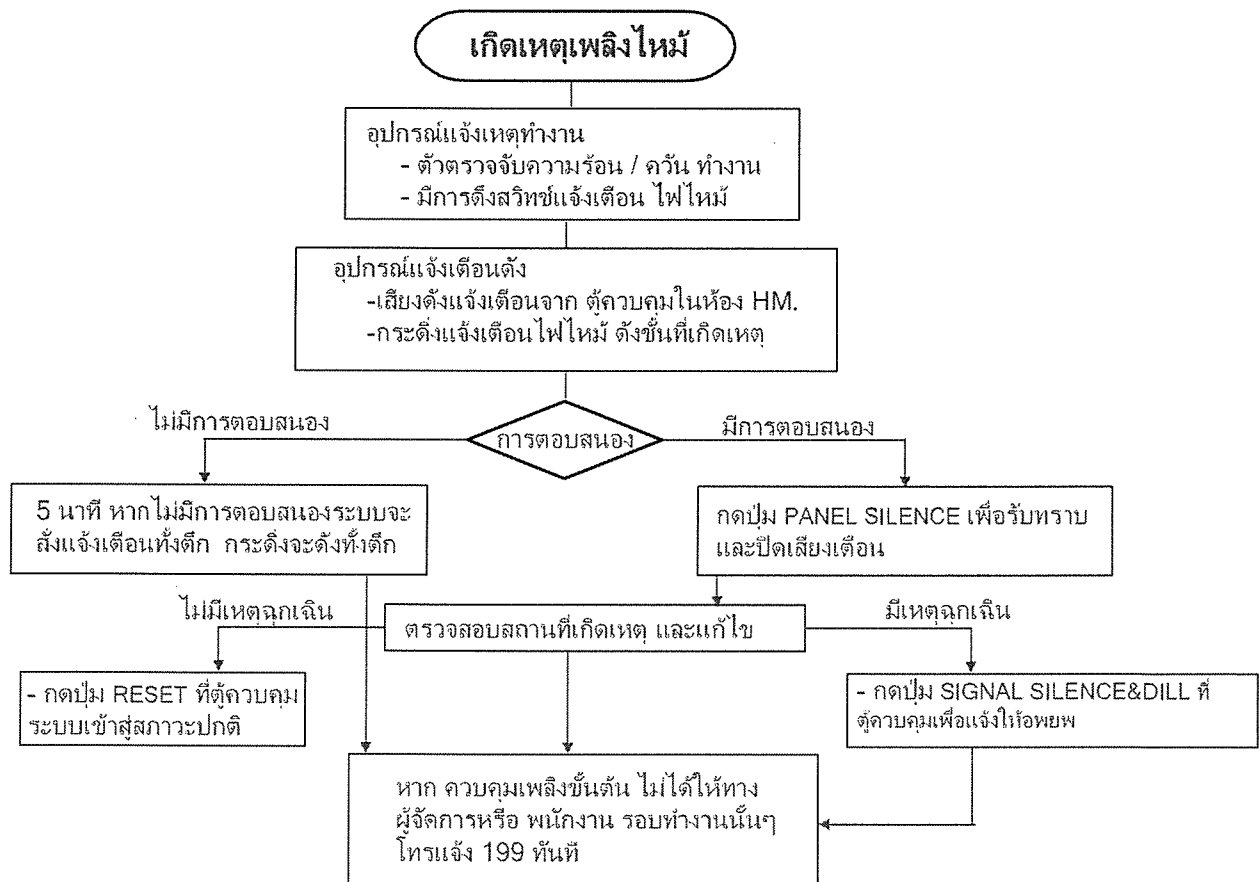 เกิดเหตุเพลิงไหม้
อุปกรณ์แจ้งเหตุทำงาน
- ตัวตรวจจับความร้อน / ควัน ทำงาน
- มีการดึงสวิทช์แจ้งเตือน ไฟไหม้
อุปกรณ์แจ้งเตือนดัง
-เสียงดังแจ้งเตือนจาก ตู้ควบคุมในห้อง HM.
-กระดิ่งแจ้งเตือนไฟไหม้ ดังชั้นที่เกิดเหตุ
ไม่มีการตอบสนอง
การตอบสนอง
มีการตอบสนอง
5 นาที หากไม่มีการตอบสนองระบบจะ
สั่งแจ้งเตือนทั้งตึก กระดิ่งจะดังทั้งตึก
กดปุ่ม PANEL SILENCE เพื่อรับทราบ
และปิดเสียงเตือน
ไม่มีเหตุฉุกเฉิน
ตรวจสอบสถานที่เกิดเหตุ และแก้ไข
มีเหตุฉุกเฉิน
- กดปุ่ม RESET ที่ตู้ควบคุม
ระบบเข้าสู่สภาวะปกติ
- กดปุ่ม SIGNAL SILENCE&DILL ที่
ตู้ควบคุมเพื่อแจ้งให้อพยพ
หาก ควบคุมเพลิงขั้นต้น ไม่ได้ให้ทาง
ผู้จัดการหรือ พนักงาน รอบทำงานนั้นๆ
โทรแจ้ง 199 ทันที